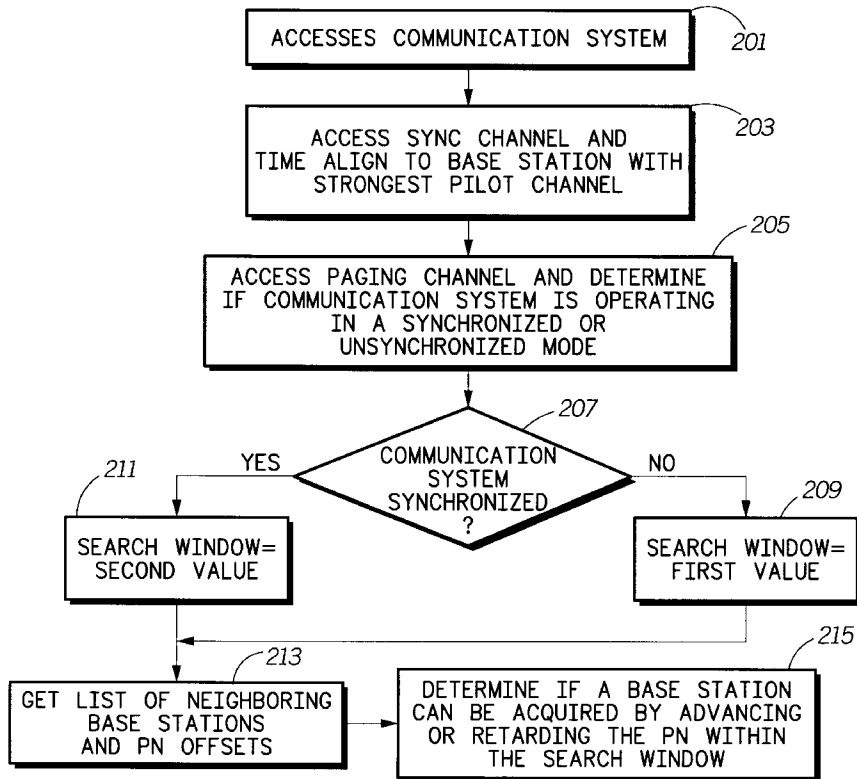 ACCESSES COMMUNICATION SYSTEM
201
203
ACCESS SYNC CHANNEL AND
TIME ALIGN TO BASE STATION WITH
STRONGEST PILOT CHANNEL
205
ACCESS PAGING CHANNEL AND DETERMINE
IF COMMUNICATION SYSTEM IS OPERATING
IN A SYNCHRONIZED OR
UNSYNCHRONIZED MODE
207
COMMUNICATION
SYSTEM
SYNCHRONIZED
?
YES
NO
211
SEARCH WINDOW=
SECOND VALUE
209
SEARCH WINDOW=
FIRST VALUE
213
GET LIST OF NEIGHBORING
BASE STATIONS
AND PN OFFSETS
215
DETERMINE IF A BASE STATION
CAN BE ACQUIRED BY ADVANCING
OR RETARDING THE PN WITHIN
THE SEARCH WINDOW